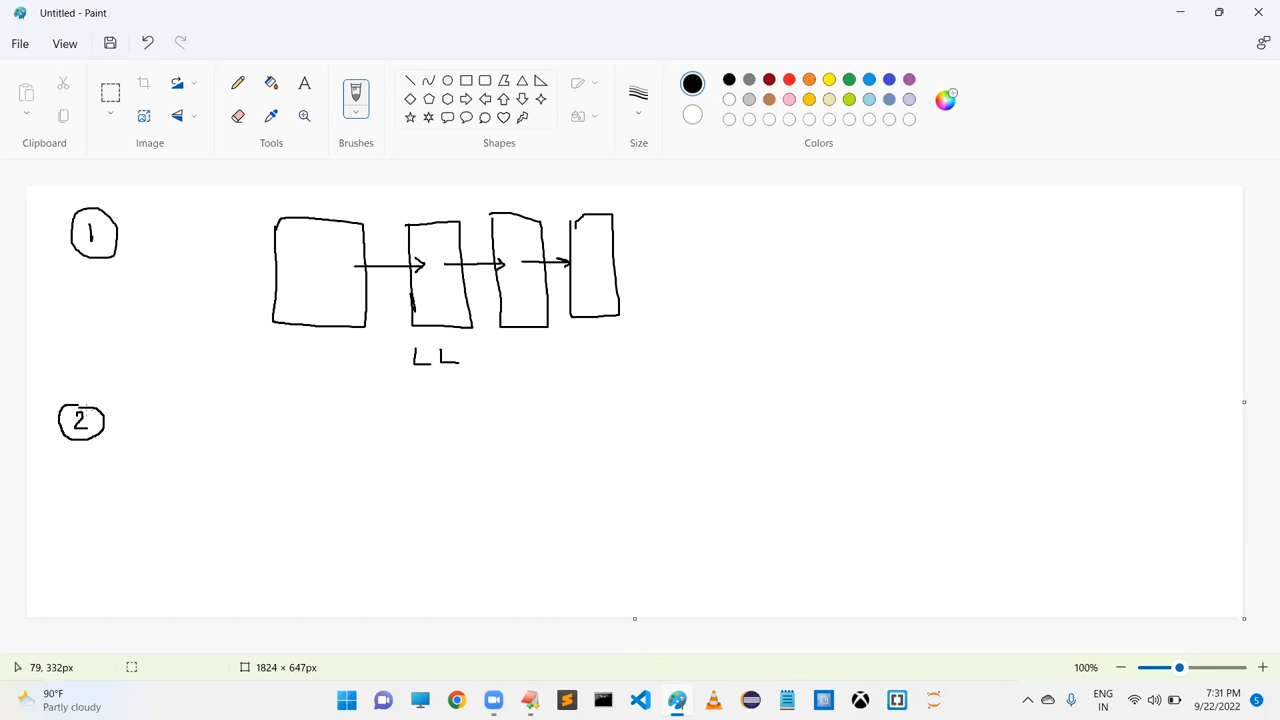 Untitled - Paint
File View
Clipboard Image Tools Brushes Shapes Size Colors
1
LL
2
79, 332px 1824 × 647px 100%
90°F
Partly cloudy
ENG
IN
7:31 PM
9/22/2022
5